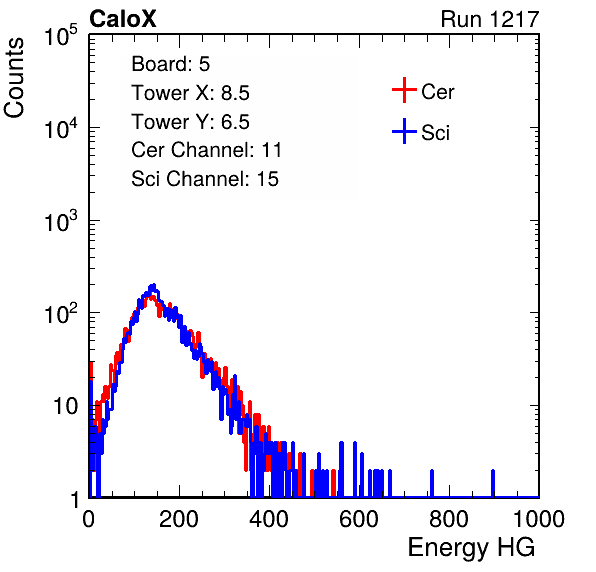 CaloX Run 1217
Counts
10^5
10^4
10^3
10^2
10
1
Board: 5
Tower X: 8.5
Tower Y: 6.5
Cer Channel: 11
Sci Channel: 15
Cer
Sci
0 200 400 600 800 1000
Energy HG